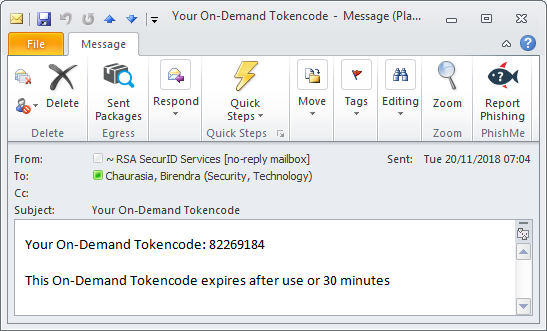 Your On-Demand Tokencode - Message (Pla...
File
Message
Delete
Sent Packages
Respond
Quick Steps
Move
Tags
Editing
Zoom
Report Phishing
Delete
Egress
Quick Steps
Zoom
PhishMe
From: ~ RSA SecurID Services [no-reply mailbox] Sent: Tue 20/11/2018 07:04
To: Chaurasia, Birendra (Security, Technology)
Cc:
Subject: Your On-Demand Tokencode
Your On-Demand Tokencode: 82269184
This On-Demand Tokencode expires after use or 30 minutes